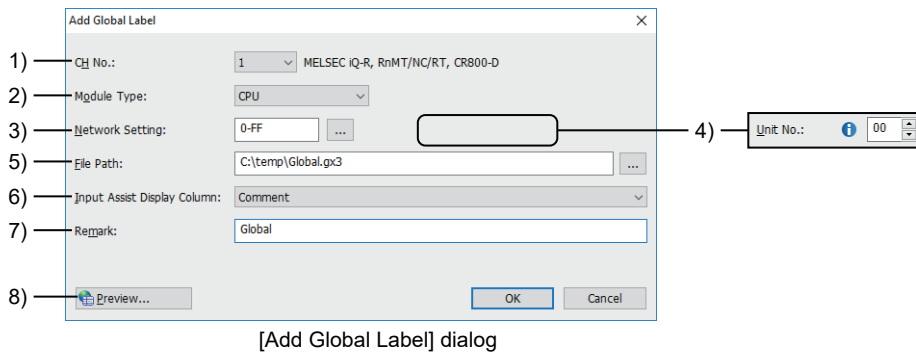 Add Global Label
1) CH No.: 1 MELSEC iQ-R, RnMT/NC/RT, CR800-D
2) Module Type: CPU
3) Network Setting: 0-FF ... 4) Unit No.: 00
5) File Path: C:\temp\Global.gx3 ...
6) Input Assist Display Column: Comment
7) Remark: Global
8) Preview... OK Cancel
[Add Global Label] dialog